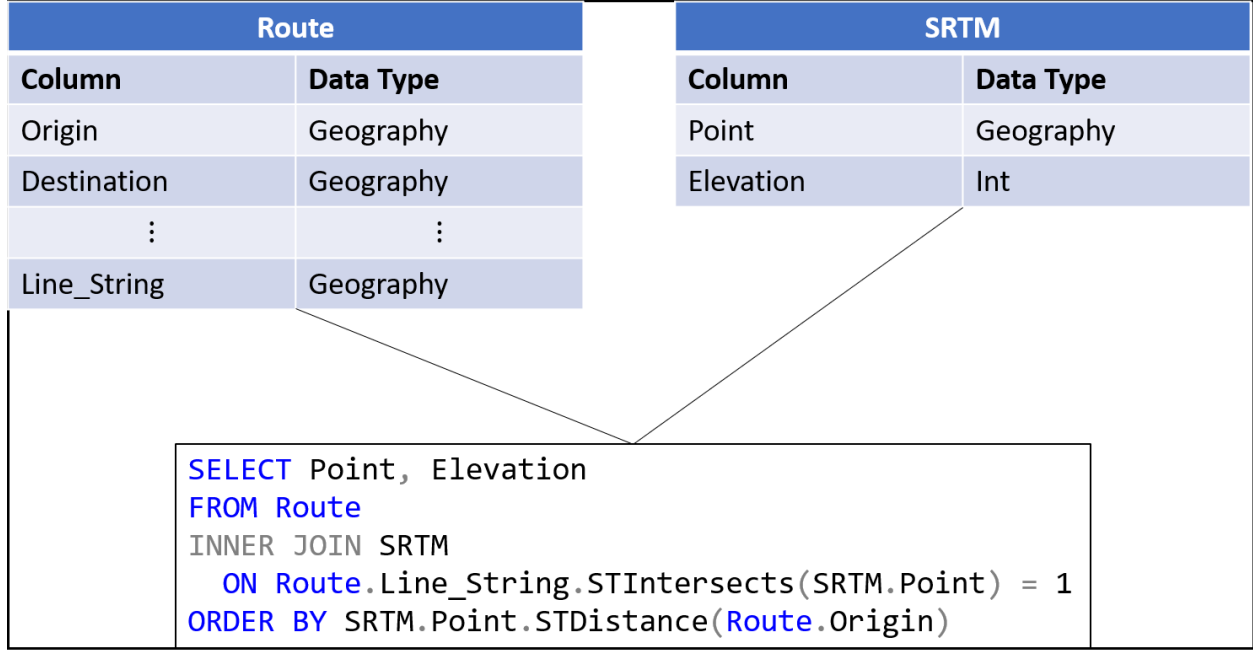 Route
Column Data Type
Origin Geography
Destination Geography
⋮ ⋮
Line_String Geography
SRTM
Column Data Type
Point Geography
Elevation Int
SELECT Point, Elevation
FROM Route
INNER JOIN SRTM
ON Route.Line_String.STIntersects(SRTM.Point) = 1
ORDER BY SRTM.Point.STDistance(Route.Origin)